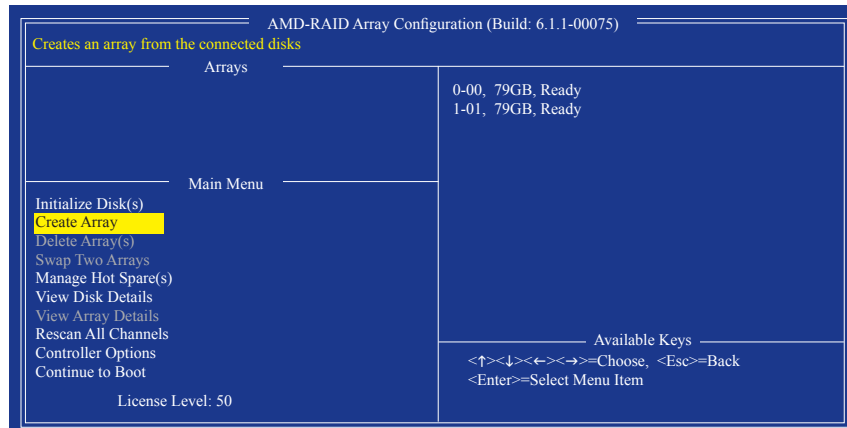 AMD-RAID Array Configuration (Build: 6.1.1-00075)
Creates an array from the connected disks
Arrays
0-00, 79GB, Ready
1-01, 79GB, Ready
Main Menu
Initialize Disk(s)
Create Array
Delete Array(s)
Swap Two Arrays
Manage Hot Spare(s)
View Disk Details
View Array Details
Rescan All Channels
Controller Options
Continue to Boot
License Level: 50
Available Keys
<↑><↓><←><→>=Choose, <Esc>=Back
<Enter>=Select Menu Item